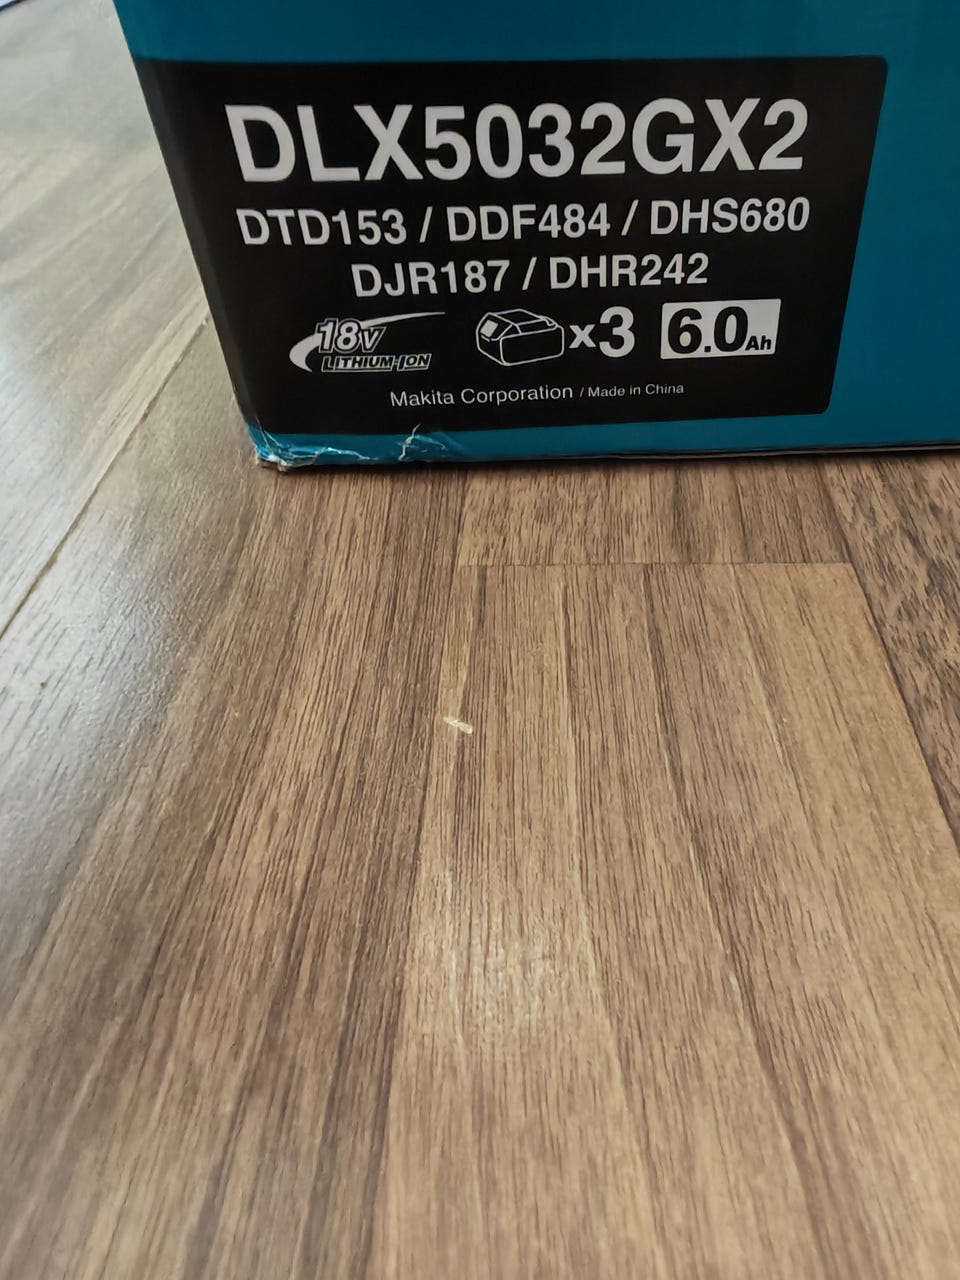 DLX5032GX2
DTD153 / DDF484 / DHS680
DJR187 / DHR242
18V LITHIUM-ION x3 6.0Ah
Makita Corporation / Made in China